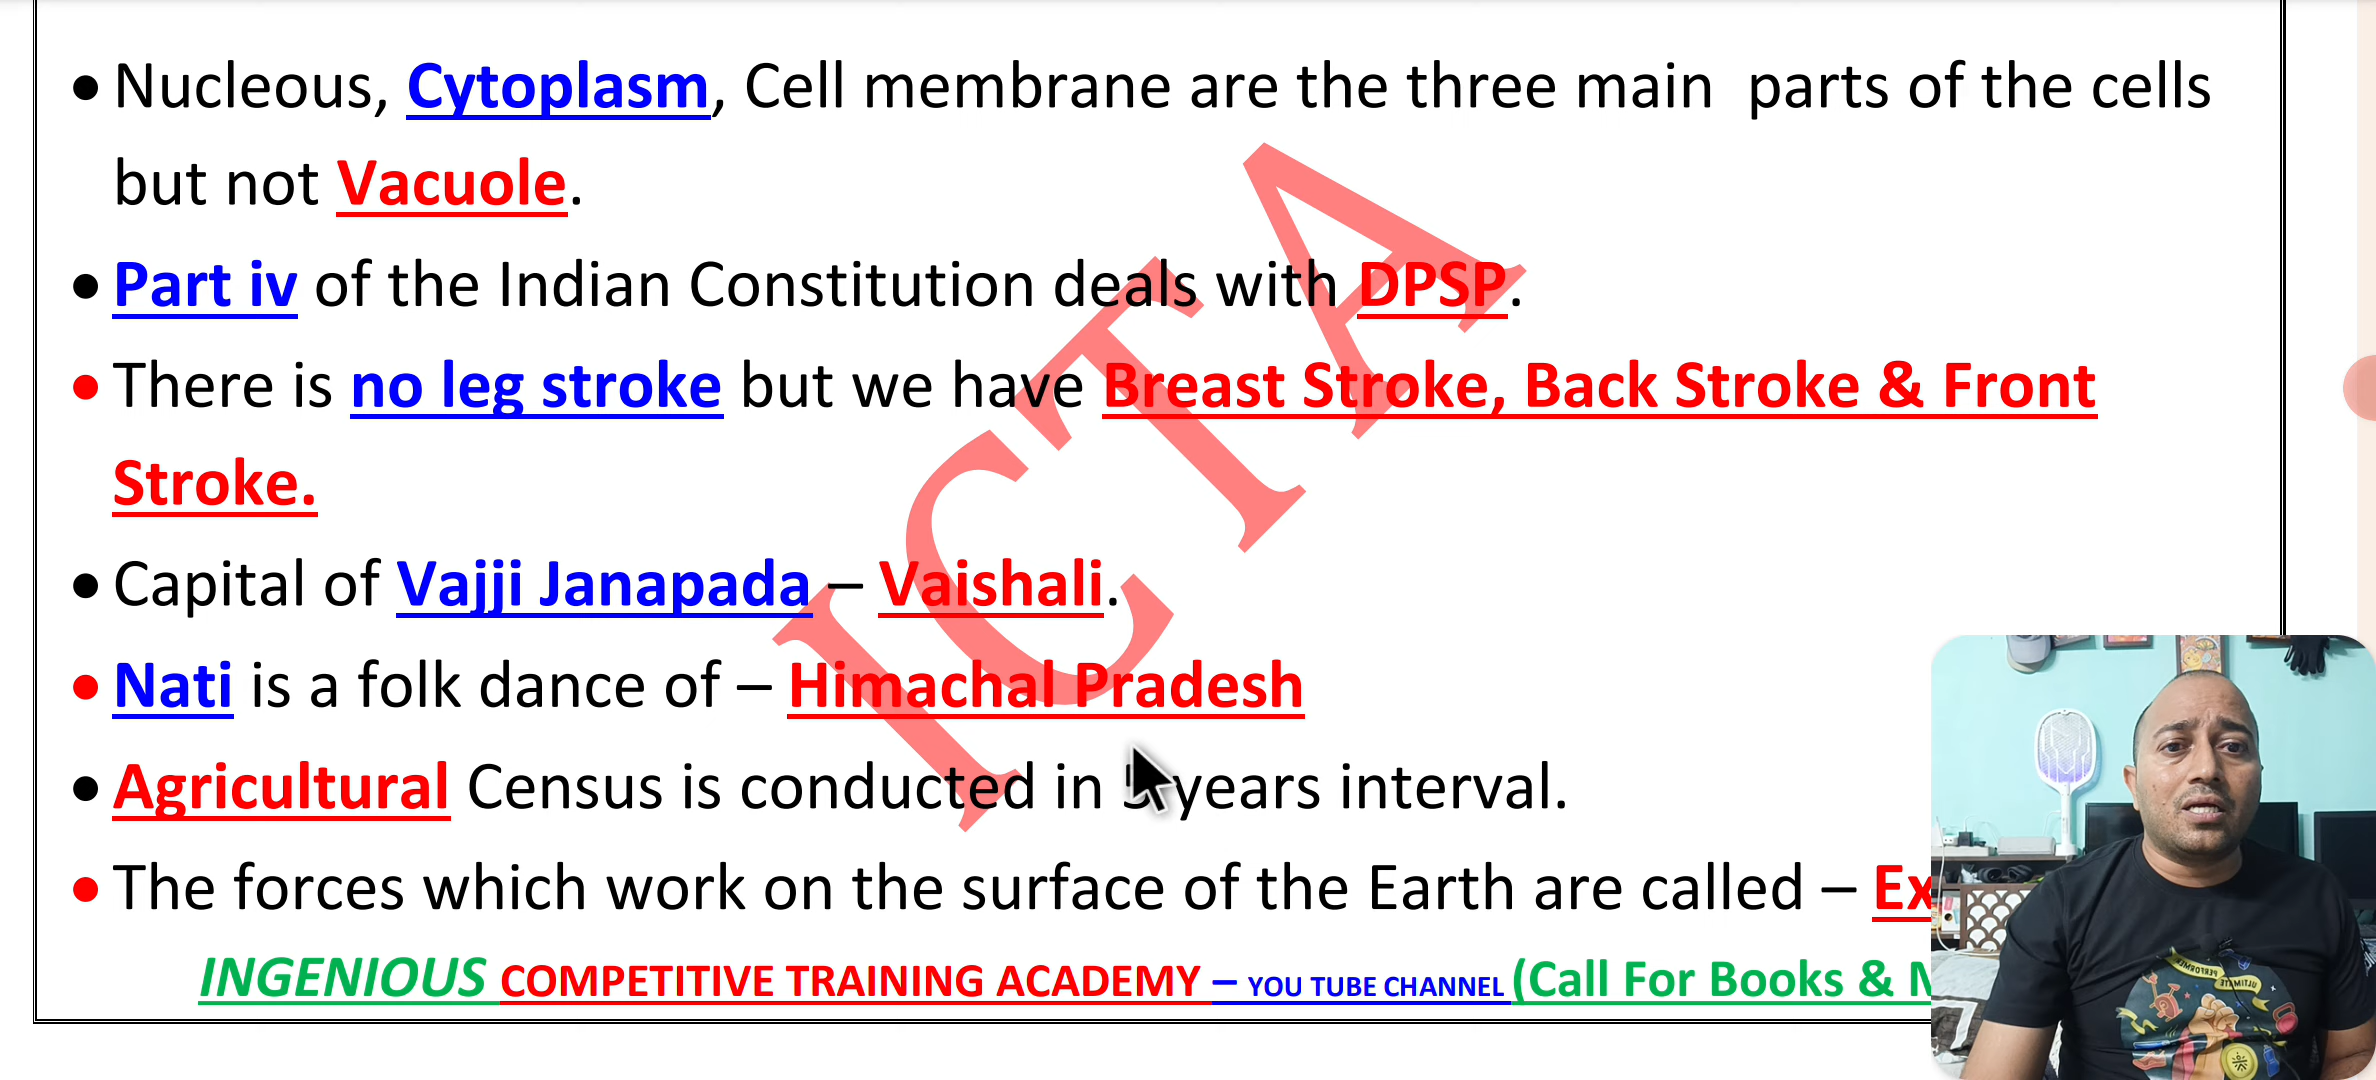 • Nucleous, Cytoplasm, Cell membrane are the three main parts of the cells
but not Vacuole.
• Part iv of the Indian Constitution deals with DPSP.
• There is no leg stroke but we have Breast Stroke, Back Stroke & Front
Stroke.
• Capital of Vajji Janapada – Vaishali.
• Nati is a folk dance of – Himachal Pradesh
• Agricultural Census is conducted in years interval.
• The forces which work on the surface of the Earth are called –
INGENIOUS COMPETITIVE TRAINING ACADEMY – YOU TUBE CHANNEL (Call For Books &
ICTA